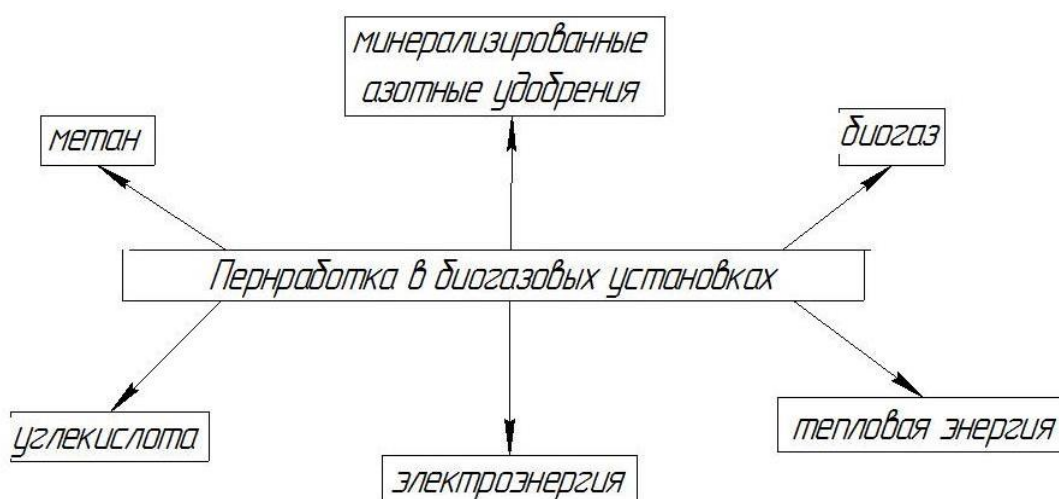 минерализированные
азотные удобрения
метан
биогаз
Пернработка в биогазовых установках
углекислота
тепловая энергия
электроэнергия